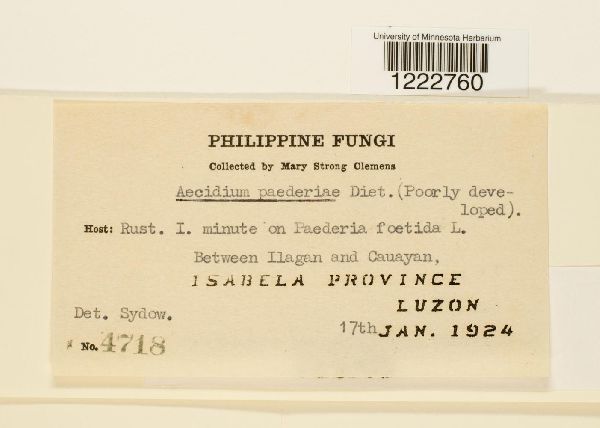 University of Minnesota Herbarium
1222760
PHILIPPINE FUNGI
Collected by Mary Strong Clemens
Aecidium paederiae Diet. (Poorly deve-
loped).
Host: Rust. I. minute on Paederia foetida L.
Between Ilagan and Cauayan,
ISABELA PROVINCE
LUZON
Det. Sydow.
17th JAN. 1924
No. 4718